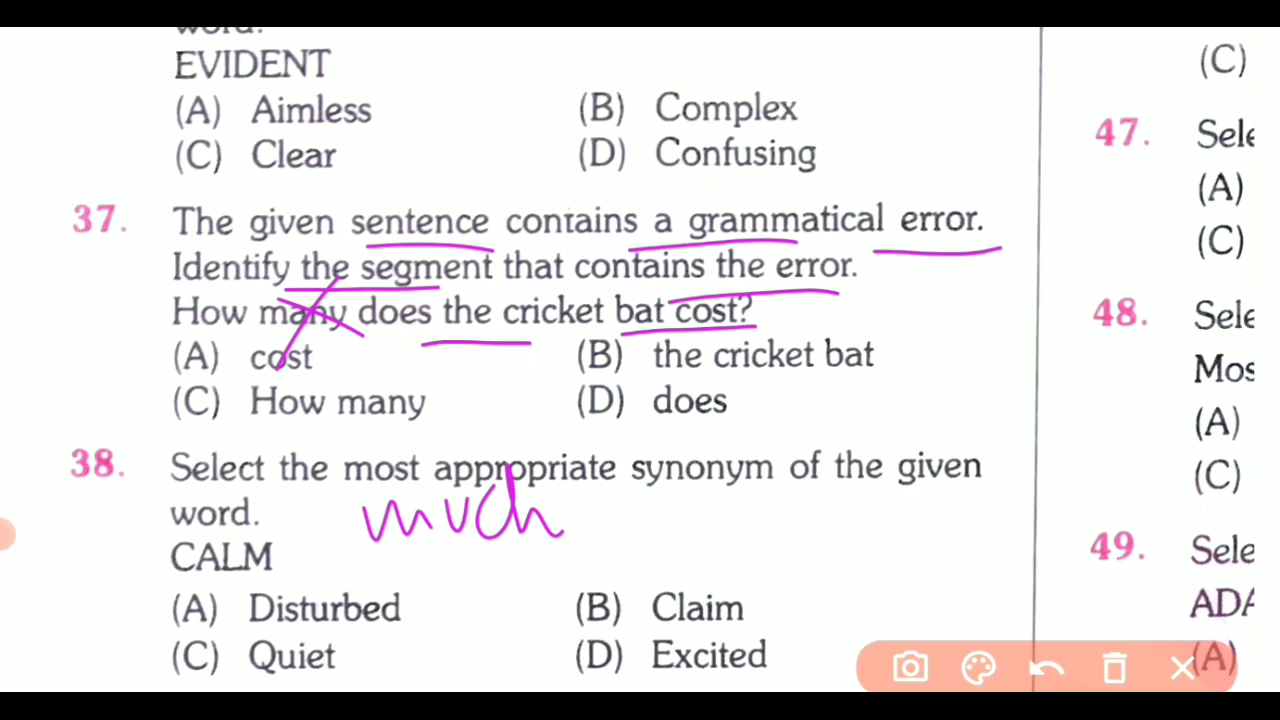 word.
EVIDENT
(A) Aimless
(B) Complex
(C) Clear
(D) Confusing
37. The given sentence contains a grammatical error.
Identify the segment that contains the error.
How many does the cricket bat cost?
(A) cost
(B) the cricket bat
(C) How many
(D) does
38. Select the most appropriate synonym of the given
word.
much
CALM
(A) Disturbed
(B) Claim
(C) Quiet
(D) Excited
(C)
47. Sele
(A)
(C)
48. Sele
Mos
(A)
(C)
49. Sele
ADA
(A)